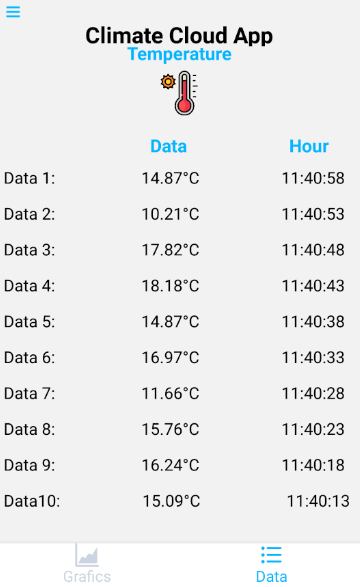 Climate Cloud App
Temperature
Data Hour
Data 1: 14.87°C 11:40:58
Data 2: 10.21°C 11:40:53
Data 3: 17.82°C 11:40:48
Data 4: 18.18°C 11:40:43
Data 5: 14.87°C 11:40:38
Data 6: 16.97°C 11:40:33
Data 7: 11.66°C 11:40:28
Data 8: 15.76°C 11:40:23
Data 9: 16.24°C 11:40:18
Data10: 15.09°C 11:40:13
Grafics Data